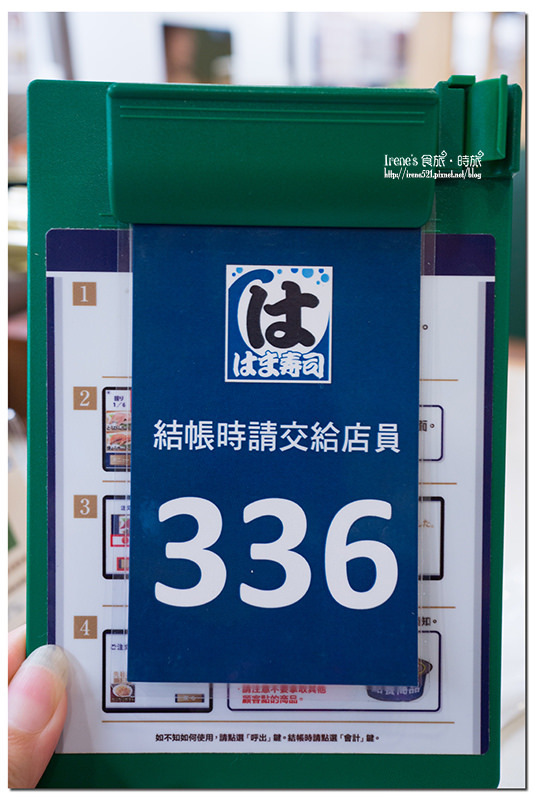 Irene's 食旅・時旅
http://irene521.pixnet.net/blog
は
はま寿司
結帳時請交給店員
336
1
2
3
4
・請注意不要拿取其他
顧客點的商品。
如不知如何使用，請點選「呼出」鍵。結帳時請點選「會計」鍵。